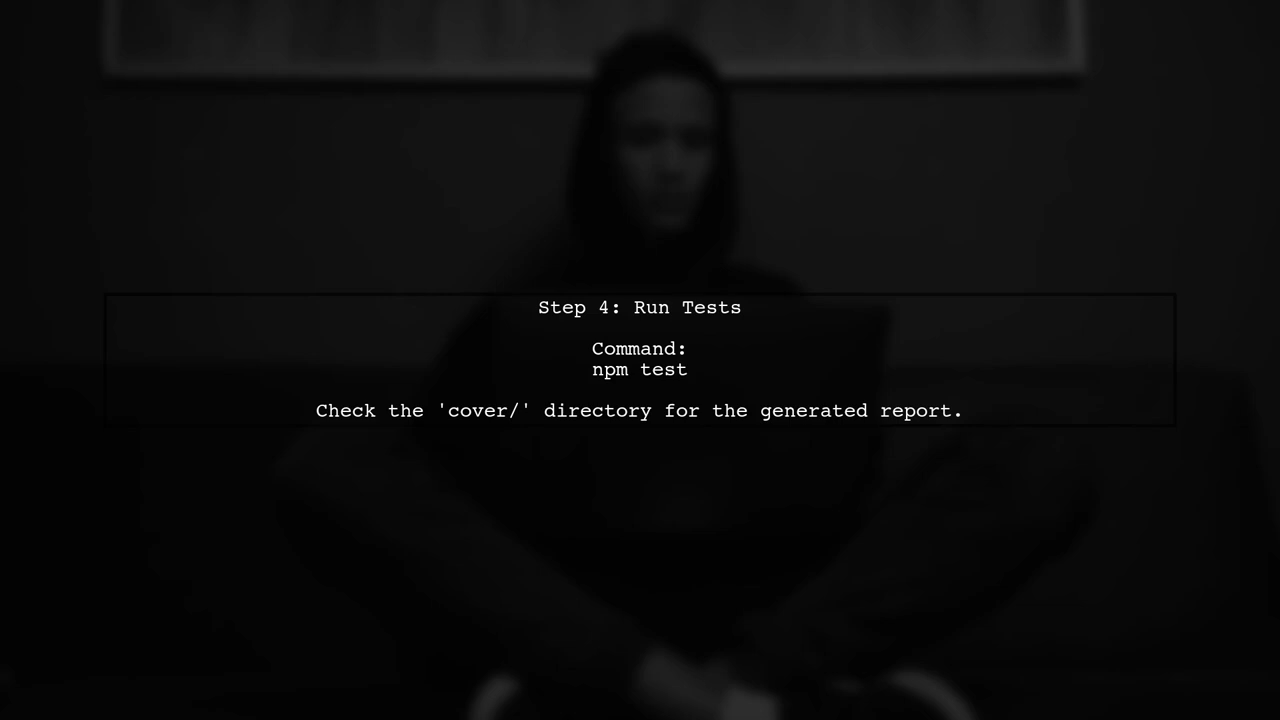 Step 4: Run Tests
Command:
npm test
Check the 'cover/' directory for the generated report.